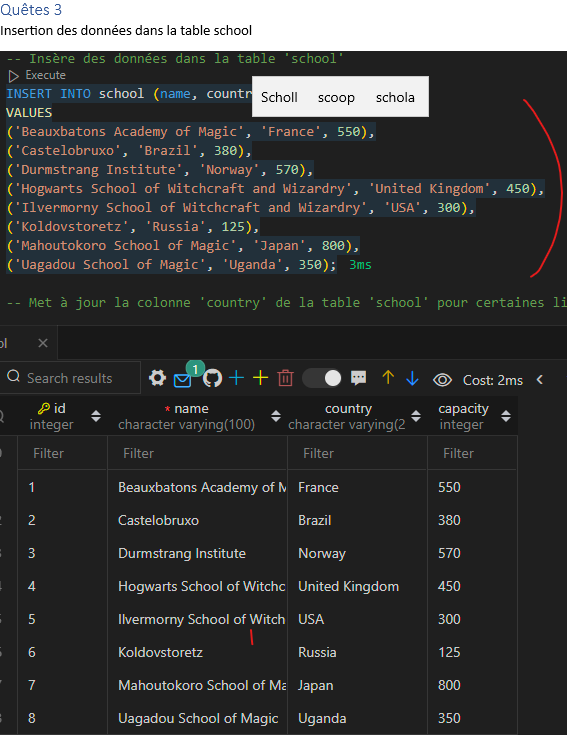 Quêtes 3
Insertion des données dans la table school
-- Insère des données dans la table 'school'
Execute
INSERT INTO school (name, countr
Scholl scoop schola
VALUES
('Beauxbatons Academy of Magic', 'France', 550),
('Castelobruxo', 'Brazil', 380),
('Durmstrang Institute', 'Norway', 570),
('Hogwarts School of Witchcraft and Wizardry', 'United Kingdom', 450),
('Ilvermorny School of Witchcraft and Wizardry', 'USA', 300),
('Koldovstoretz', 'Russia', 125),
('Mahoutokoro School of Magic', 'Japan', 800),
('Uagadou School of Magic', 'Uganda', 350); 3ms
-- Met à jour la colonne 'country' de la table 'school' pour certaines li
ol
Search results 1 Cost: 2ms
id * name country capacity
integer character varying(100) character varying(2 integer
Filter Filter Filter Filter
1 Beauxbatons Academy of M France 550
2 Castelobruxo Brazil 380
3 Durmstrang Institute Norway 570
4 Hogwarts School of Witchc United Kingdom 450
5 Ilvermorny School of Witch USA 300
6 Koldovstoretz Russia 125
7 Mahoutokoro School of Ma Japan 800
8 Uagadou School of Magic Uganda 350